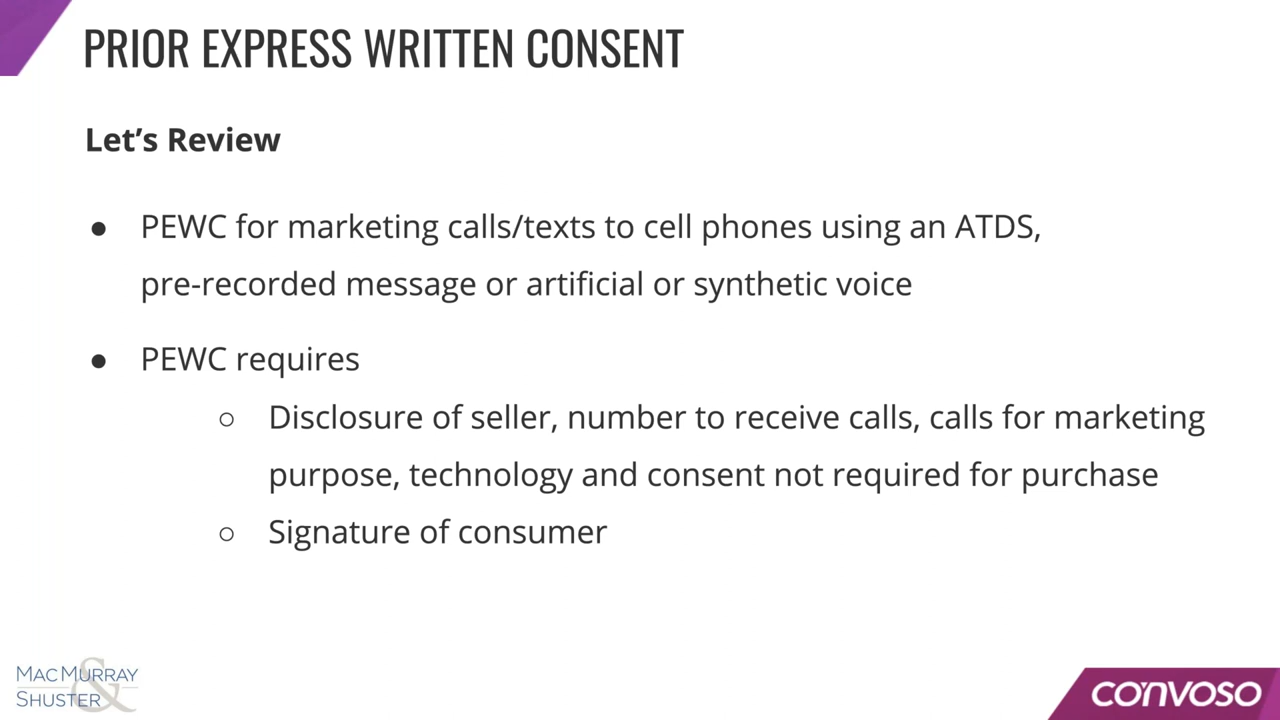 PRIOR EXPRESS WRITTEN CONSENT
Let’s Review
● PEWC for marketing calls/texts to cell phones using an ATDS,
pre-recorded message or artificial or synthetic voice
● PEWC requires
○ Disclosure of seller, number to receive calls, calls for marketing
purpose, technology and consent not required for purchase
○ Signature of consumer
MACMURRAY
& SHUSTER
convoso